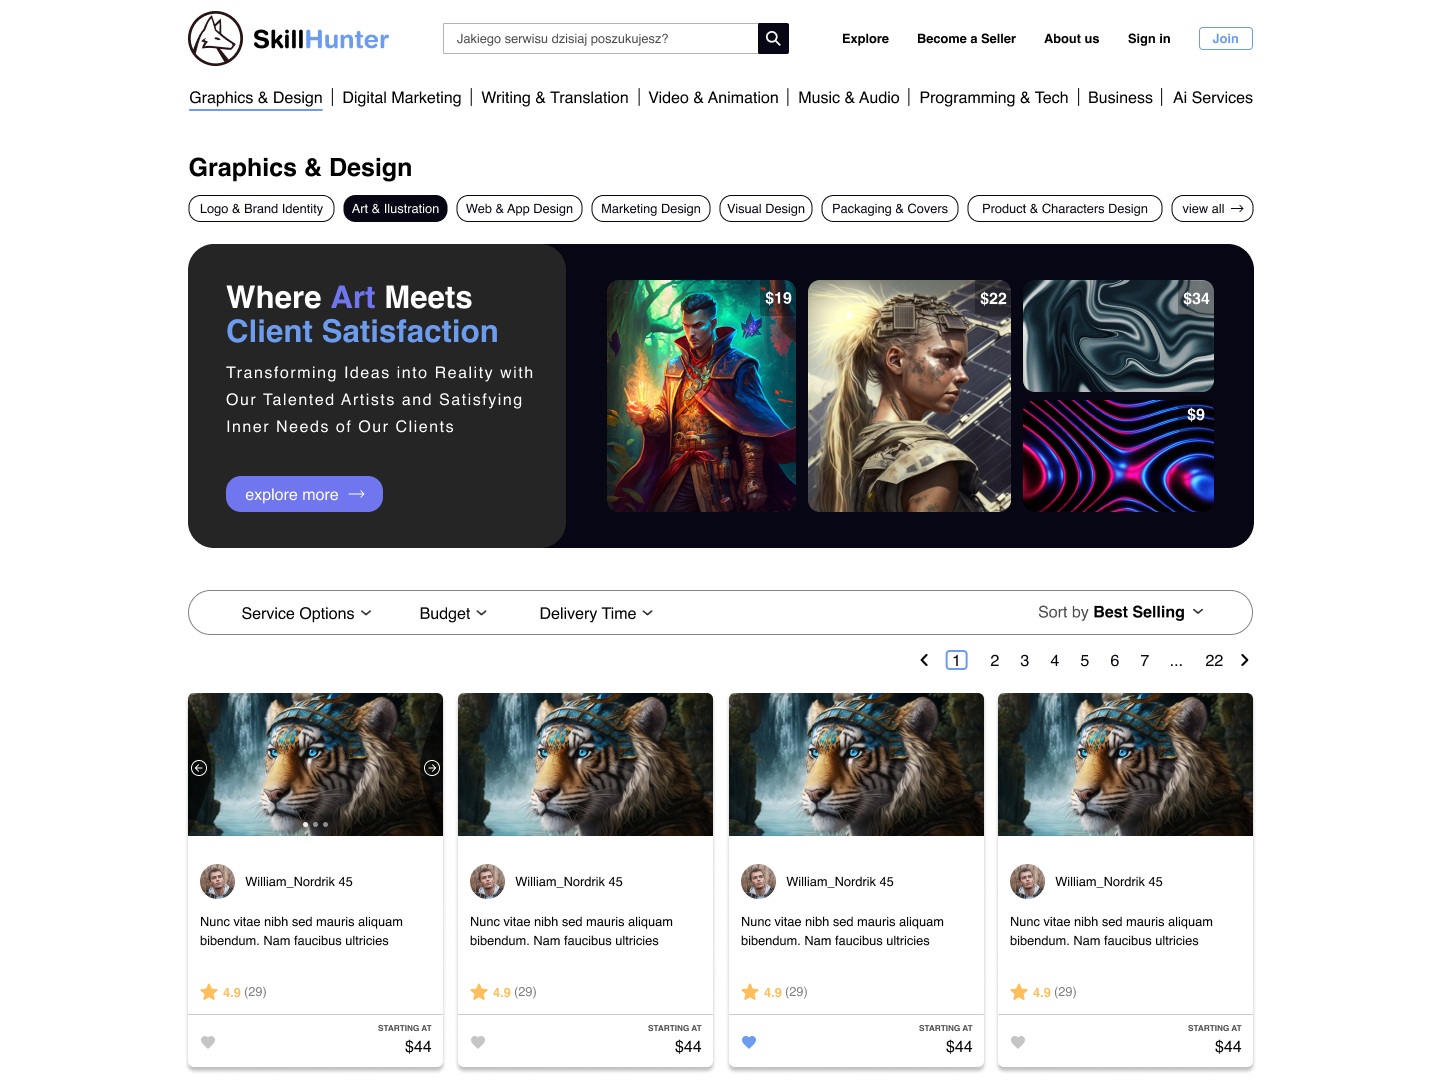 SkillHunter
Jakiego serwisu dzisiaj poszukujesz?
Explore
Become a Seller
About us
Sign in
Join
Graphics & Design
Digital Marketing
Writing & Translation
Video & Animation
Music & Audio
Programming & Tech
Business
Ai Services
Graphics & Design
Logo & Brand Identity
Art & Ilustration
Web & App Design
Marketing Design
Visual Design
Packaging & Covers
Product & Characters Design
view all →
Where Art Meets
Client Satisfaction
Transforming Ideas into Reality with
Our Talented Artists and Satisfying
Inner Needs of Our Clients
explore more →
$19
$22
$34
$9
Service Options
Budget
Delivery Time
Sort by Best Selling
1 2 3 4 5 6 7 ... 22
William_Nordrik 45
Nunc vitae nibh sed mauris aliquam
bibendum. Nam faucibus ultricies
4.9 (29)
STARTING AT
$44
William_Nordrik 45
Nunc vitae nibh sed mauris aliquam
bibendum. Nam faucibus ultricies
4.9 (29)
STARTING AT
$44
William_Nordrik 45
Nunc vitae nibh sed mauris aliquam
bibendum. Nam faucibus ultricies
4.9 (29)
STARTING AT
$44
William_Nordrik 45
Nunc vitae nibh sed mauris aliquam
bibendum. Nam faucibus ultricies
4.9 (29)
STARTING AT
$44